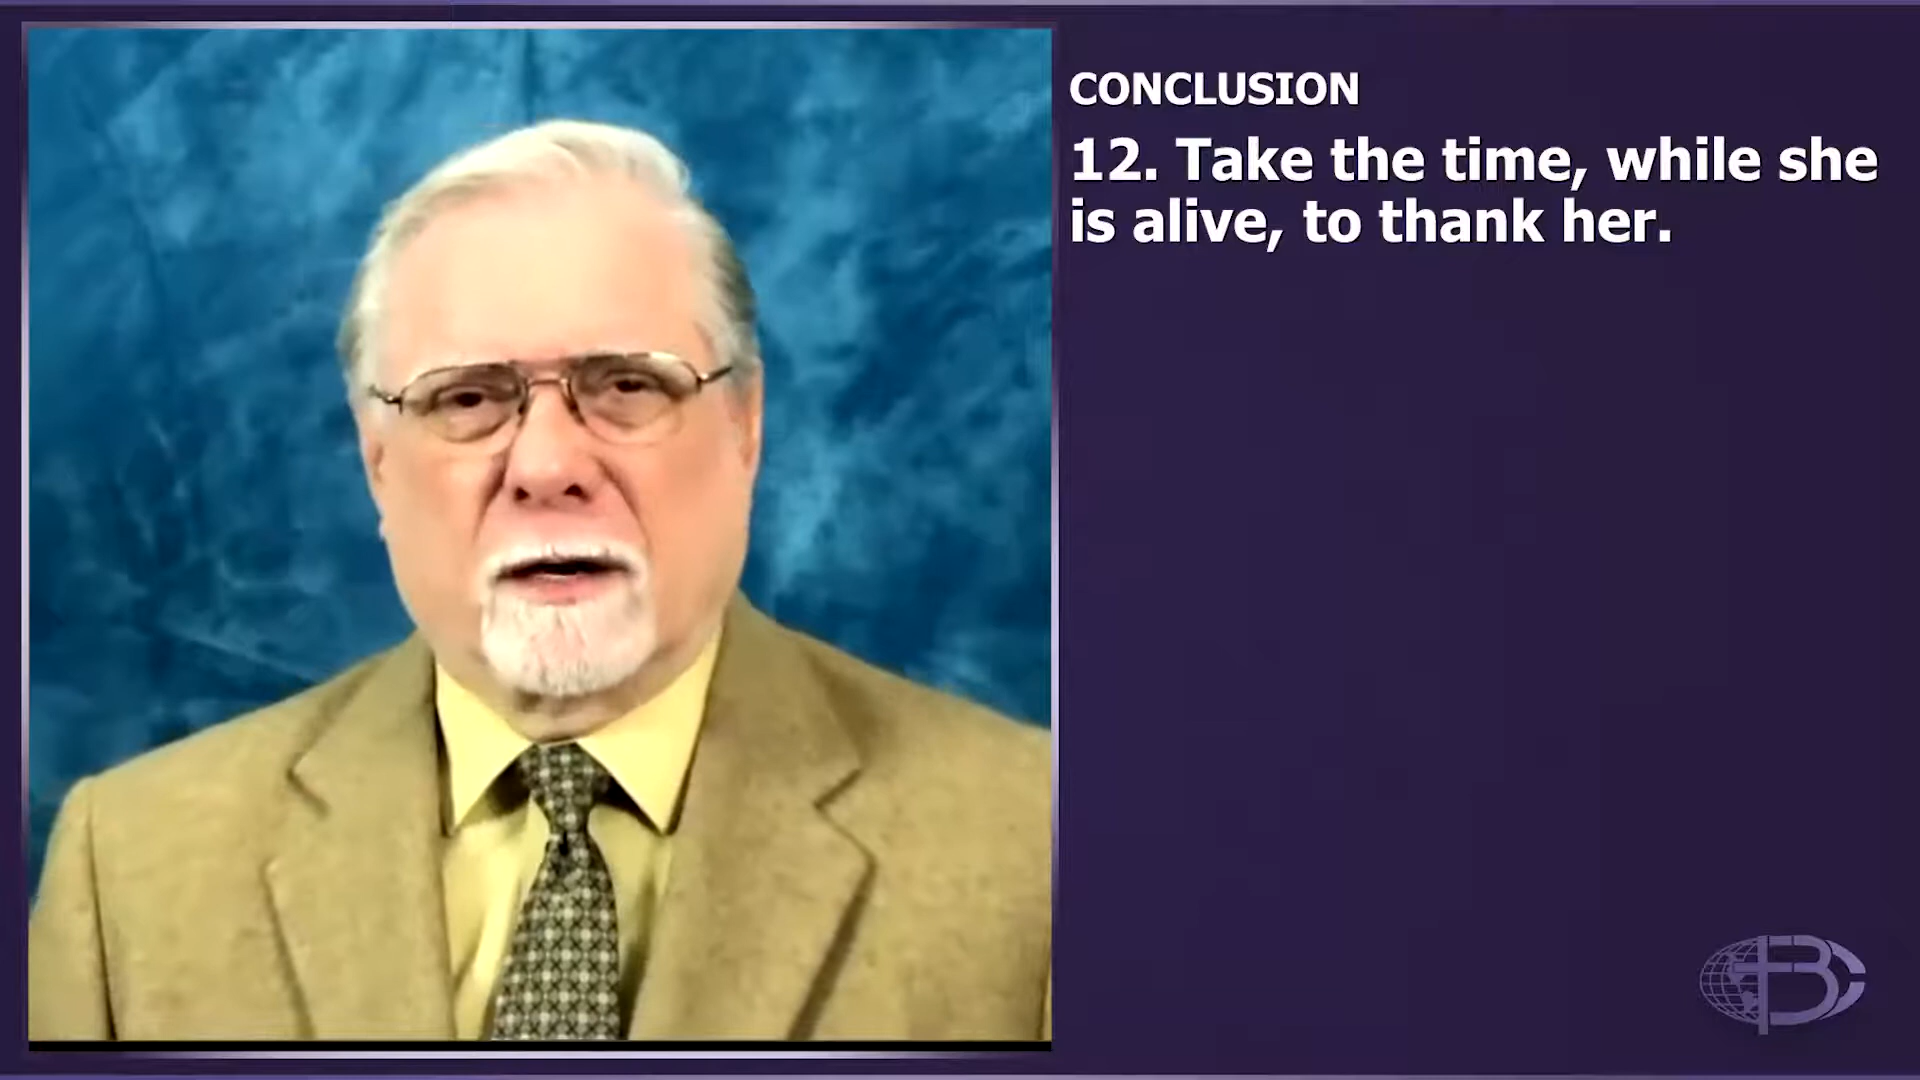 CONCLUSION
12. Take the time, while she
is alive, to thank her.